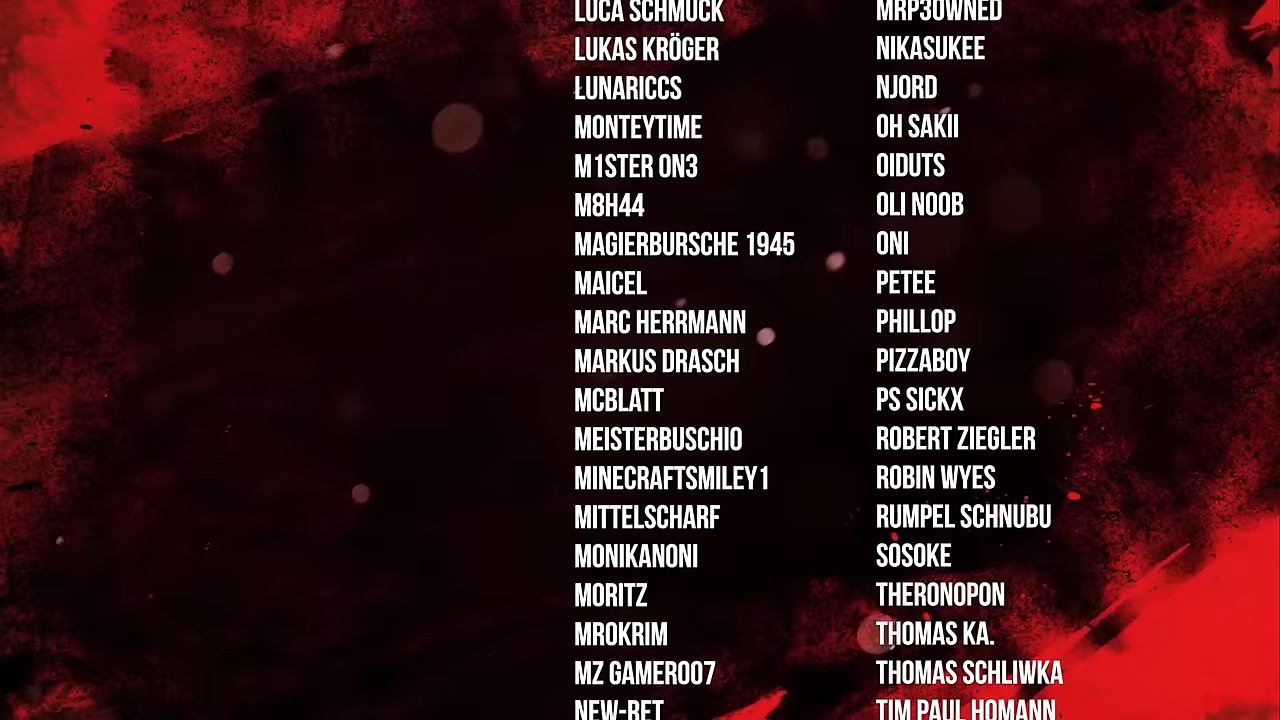 LUCA SCHMUCK
LUKAS KRÖGER
ŁUNARICCS
MONTEYTIME
M1STER ON3
M8H44
MAGIERBURSCHE 1945
MAICEL
MARC HERRMANN
MARKUS DRASCH
MCBLATT
MEISTERBUSCHIO
MINECRAFTSMILEY1
MITTELSCHARF
MONIKANONI
MORITZ
MROKRIM
MZ GAMER007
NEW-RET
MRP3OWNED
NIKASUKEE
NJORD
OH SAKII
OIDUTS
OLI NOOB
ONI
PETEE
PHILLOP
PIZZABOY
PS SICKX
ROBERT ZIEGLER
ROBIN WYES
RUMPEL SCHNUBU
SOSOKE
THERONOPON
THOMAS KA.
THOMAS SCHLIWKA
TIM PAUL HOMANN